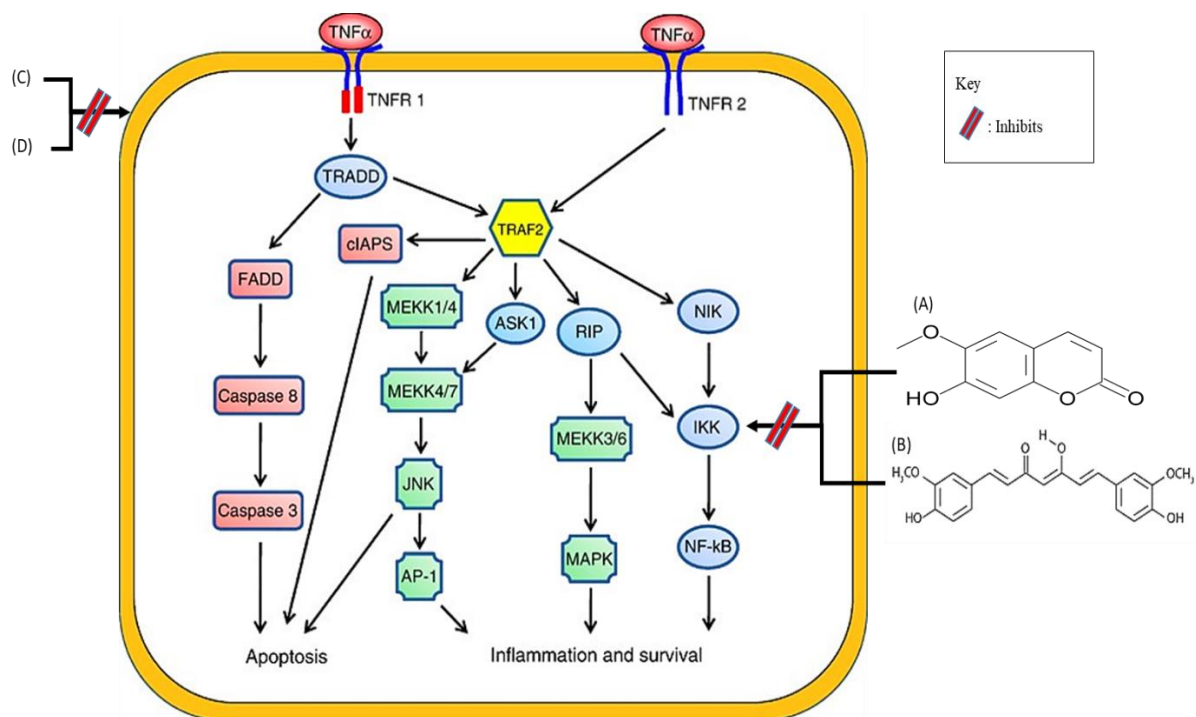 TNFα
TNFα
(C)
(D)
TNFR 1
TNFR 2
Key
: Inhibits
TRADD
TRAF2
cIAPS
FADD
MEKK1/4
ASK1
RIP
NIK
Caspase 8
MEKK4/7
MEKK3/6
IKK
Caspase 3
JNK
AP-1
MAPK
NF-kB
Apoptosis
Inflammation and survival
(A)
O
HO
O
O
(B)
H
O
O
H₃CO
OCH₃
HO
OH